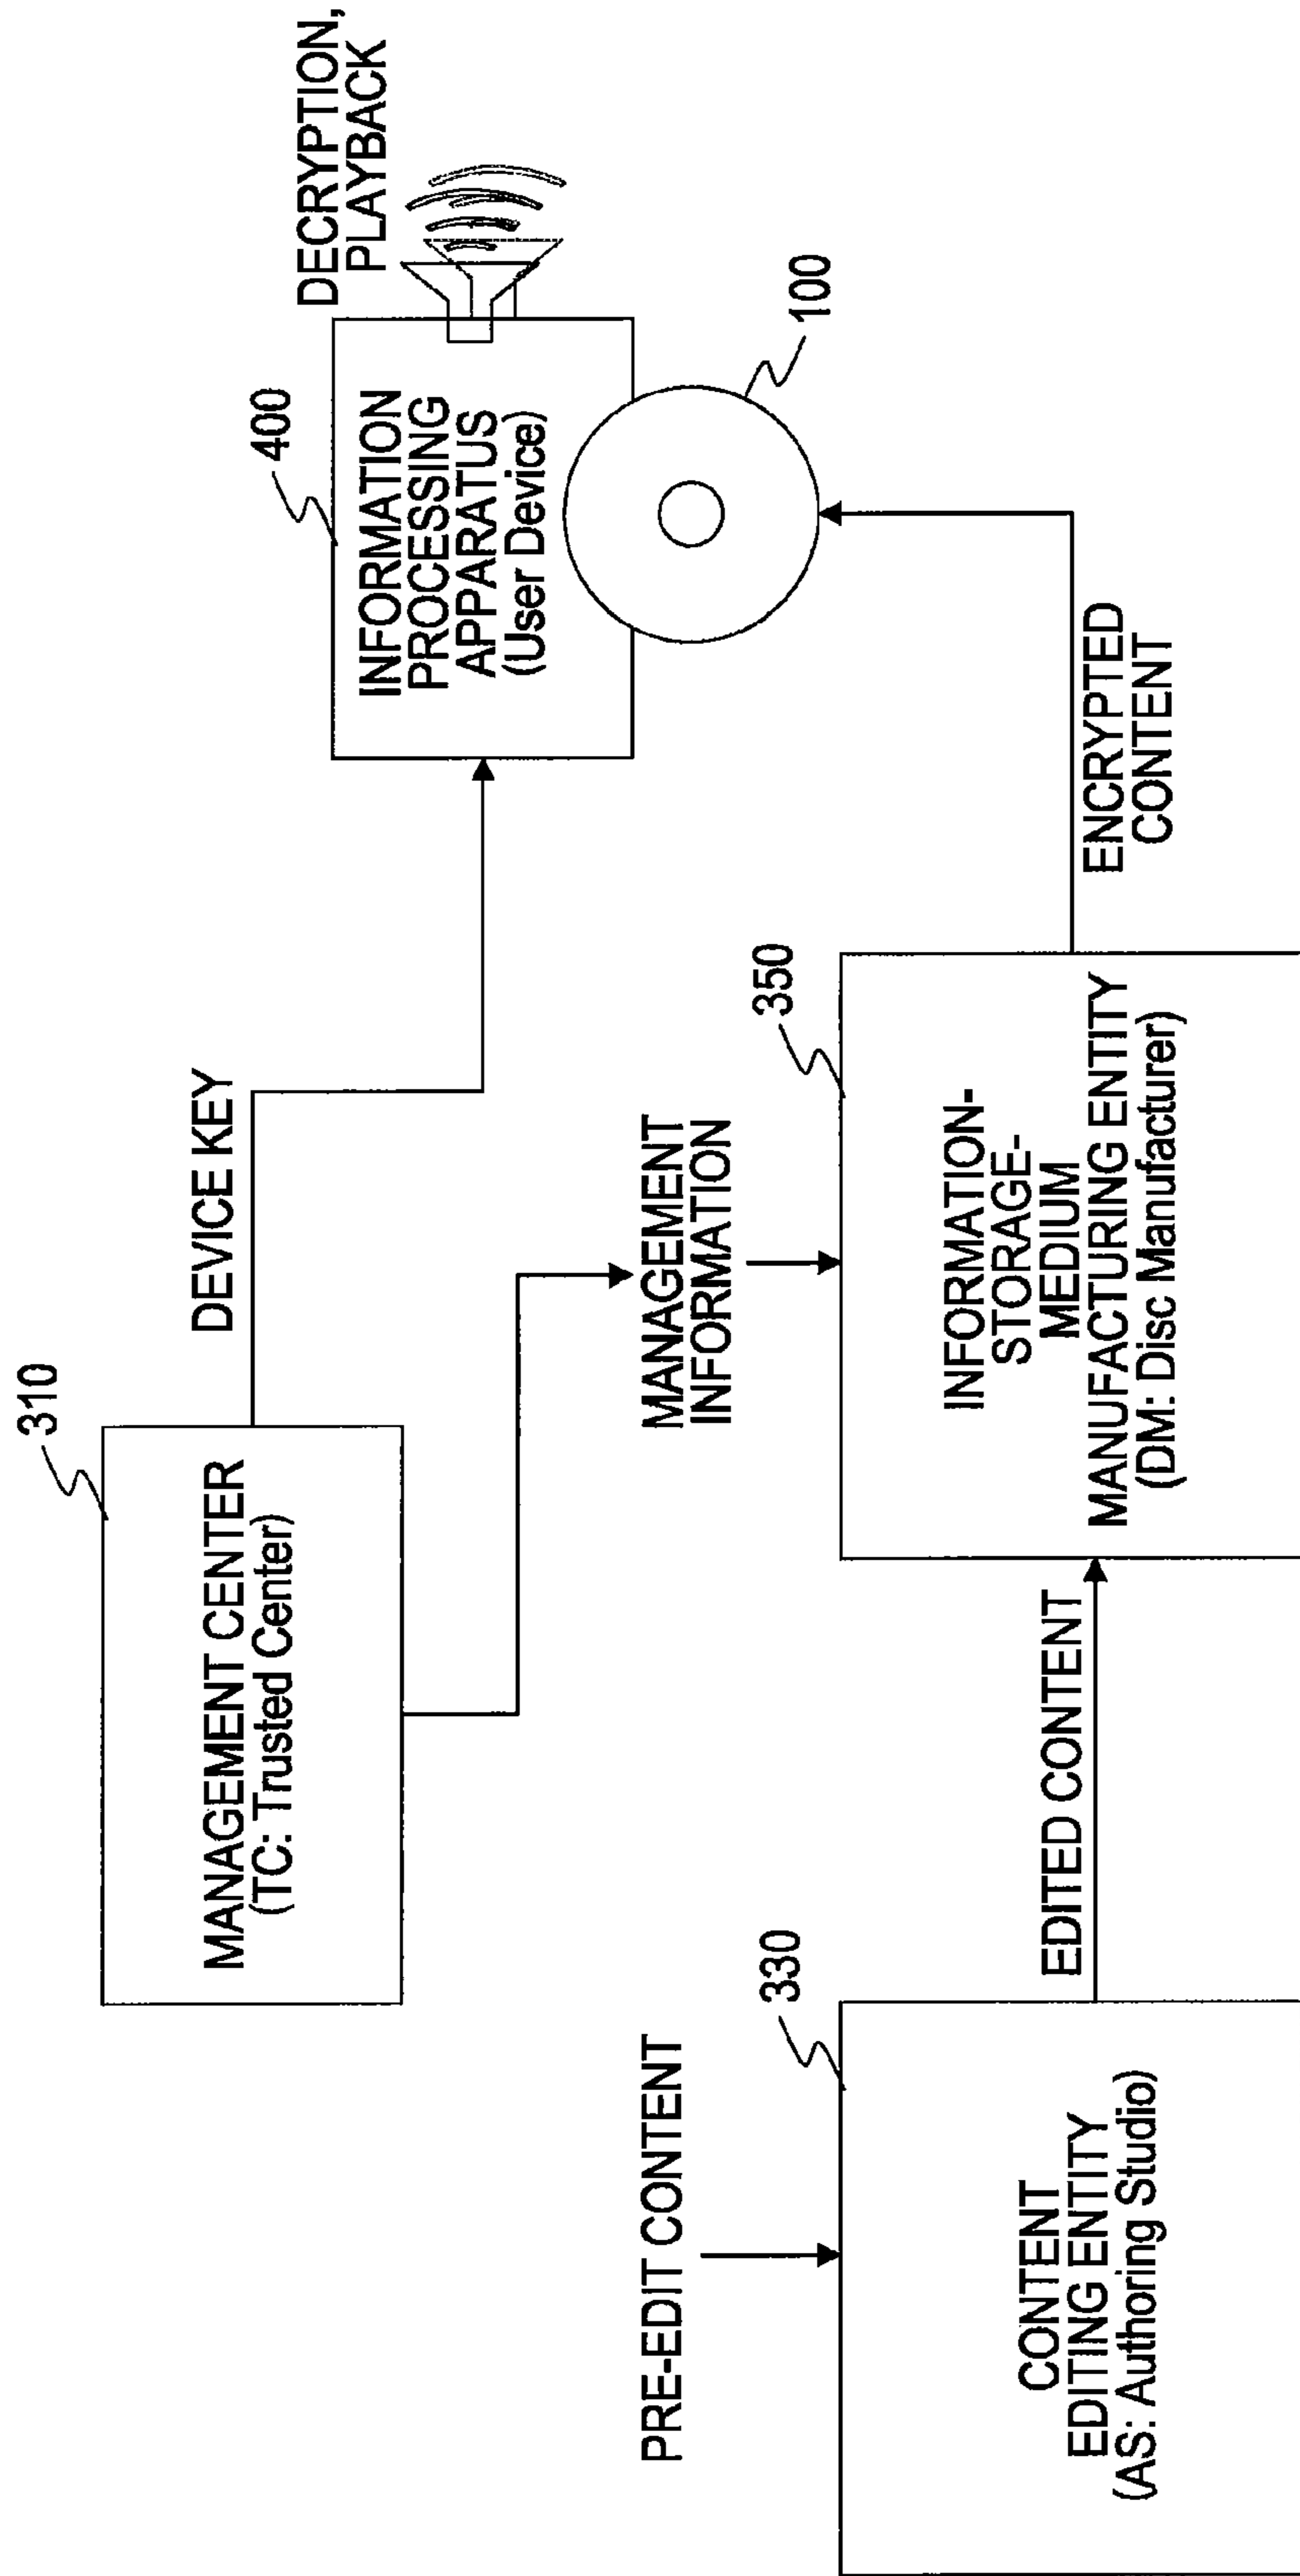 310
MANAGEMENT CENTER
(TC: Trusted Center)
DEVICE KEY
400
INFORMATION
PROCESSING
APPARATUS
(User Device)
DECRYPTION,
PLAYBACK
100
PRE-EDIT CONTENT
MANAGEMENT
INFORMATION
330
CONTENT
EDITING ENTITY
(AS: Authoring Studio)
EDITED CONTENT
350
INFORMATION-
STORAGE-
MEDIUM
MANUFACTURING ENTITY
(DM: Disc Manufacturer)
ENCRYPTED
CONTENT